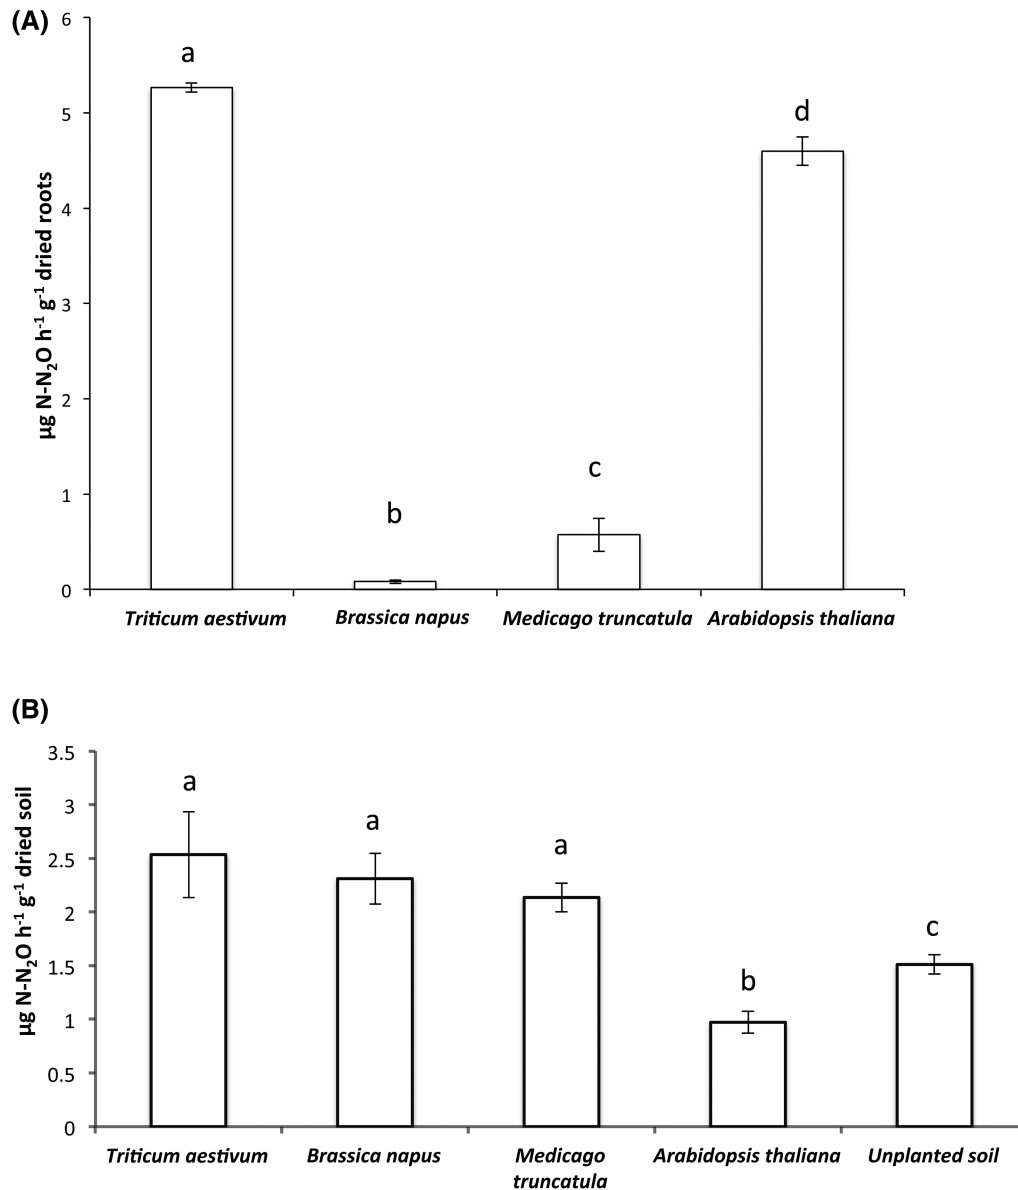 (A)
6
5
4
3
2
1
0
µg N-N₂O h⁻¹ g⁻¹ dried roots
a
b
c
d
Triticum aestivum
Brassica napus
Medicago truncatula
Arabidopsis thaliana
(B)
3.5
3
2.5
2
1.5
1
0.5
0
µg N-N₂O h⁻¹ g⁻¹ dried soil
a
a
a
b
c
Triticum aestivum
Brassica napus
Medicago
truncatula
Arabidopsis thaliana
Unplanted soil